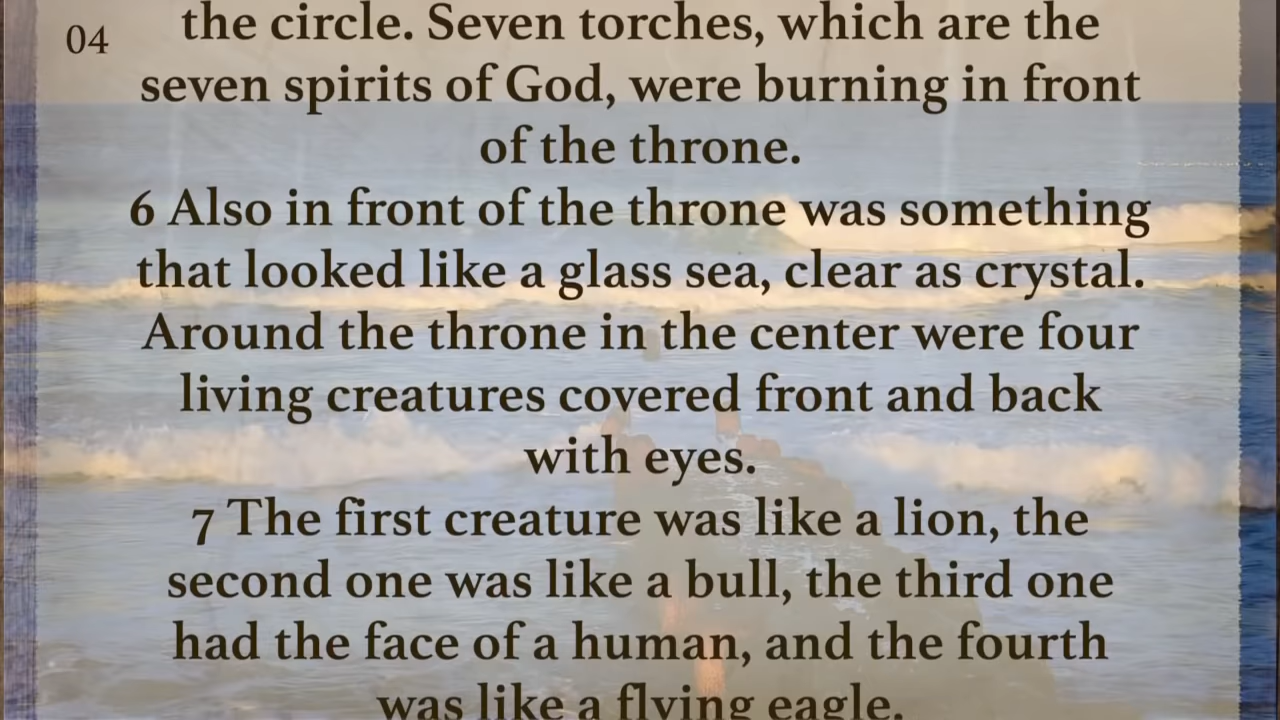 04
the circle. Seven torches, which are the
seven spirits of God, were burning in front
of the throne.
6 Also in front of the throne was something
that looked like a glass sea, clear as crystal.
Around the throne in the center were four
living creatures covered front and back
with eyes.
7 The first creature was like a lion, the
second one was like a bull, the third one
had the face of a human, and the fourth
was like a flying eagle.